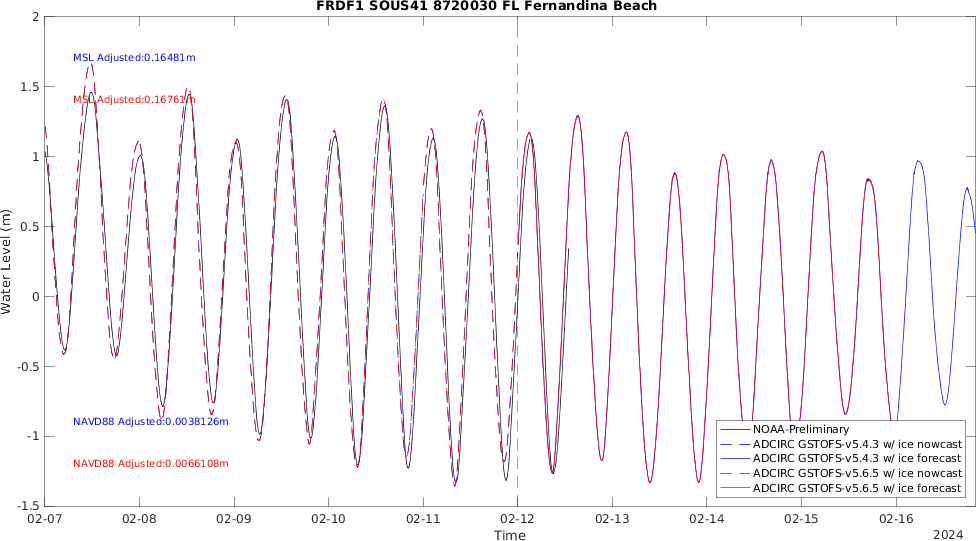 FRDF1 SOUS41 8720030 FL Fernandina Beach
2
1.5
1
0.5
0
-0.5
-1
-1.5
Water Level (m)
MSL Adjusted:0.16481m
MSL Adjusted:0.16761m
NAVD88 Adjusted:0.0038126m
NAVD88 Adjusted:0.0066108m
NOAA-Preliminary
ADCIRC GSTOFS-v5.4.3 w/ ice nowcast
ADCIRC GSTOFS-v5.4.3 w/ ice forecast
ADCIRC GSTOFS-v5.6.5 w/ ice nowcast
ADCIRC GSTOFS-v5.6.5 w/ ice forecast
02-07 02-08 02-09 02-10 02-11 02-12 02-13 02-14 02-15 02-16
Time
2024